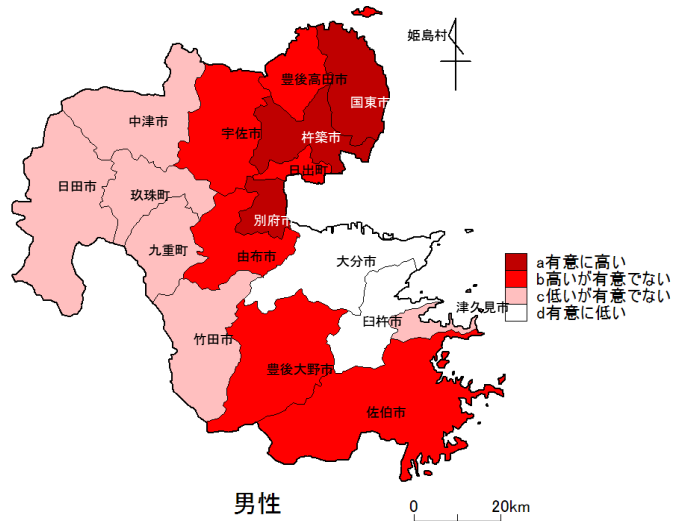 姫島村
豊後高田市
国東市
中津市
宇佐市
杵築市
日出町
日田市
玖珠町
別府市
九重町
由布市
大分市
a有意に高い
b高いが有意でない
c低いが有意でない
d有意に低い
津久見市
臼杵市
竹田市
豊後大野市
佐伯市
男性
0 20km